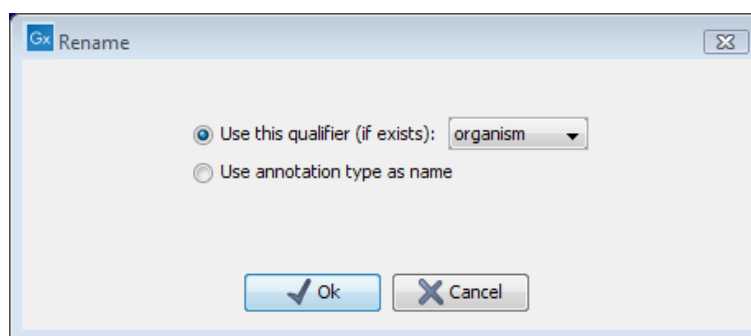 Gx Rename
Use this qualifier (if exists): organism
Use annotation type as name
Ok Cancel